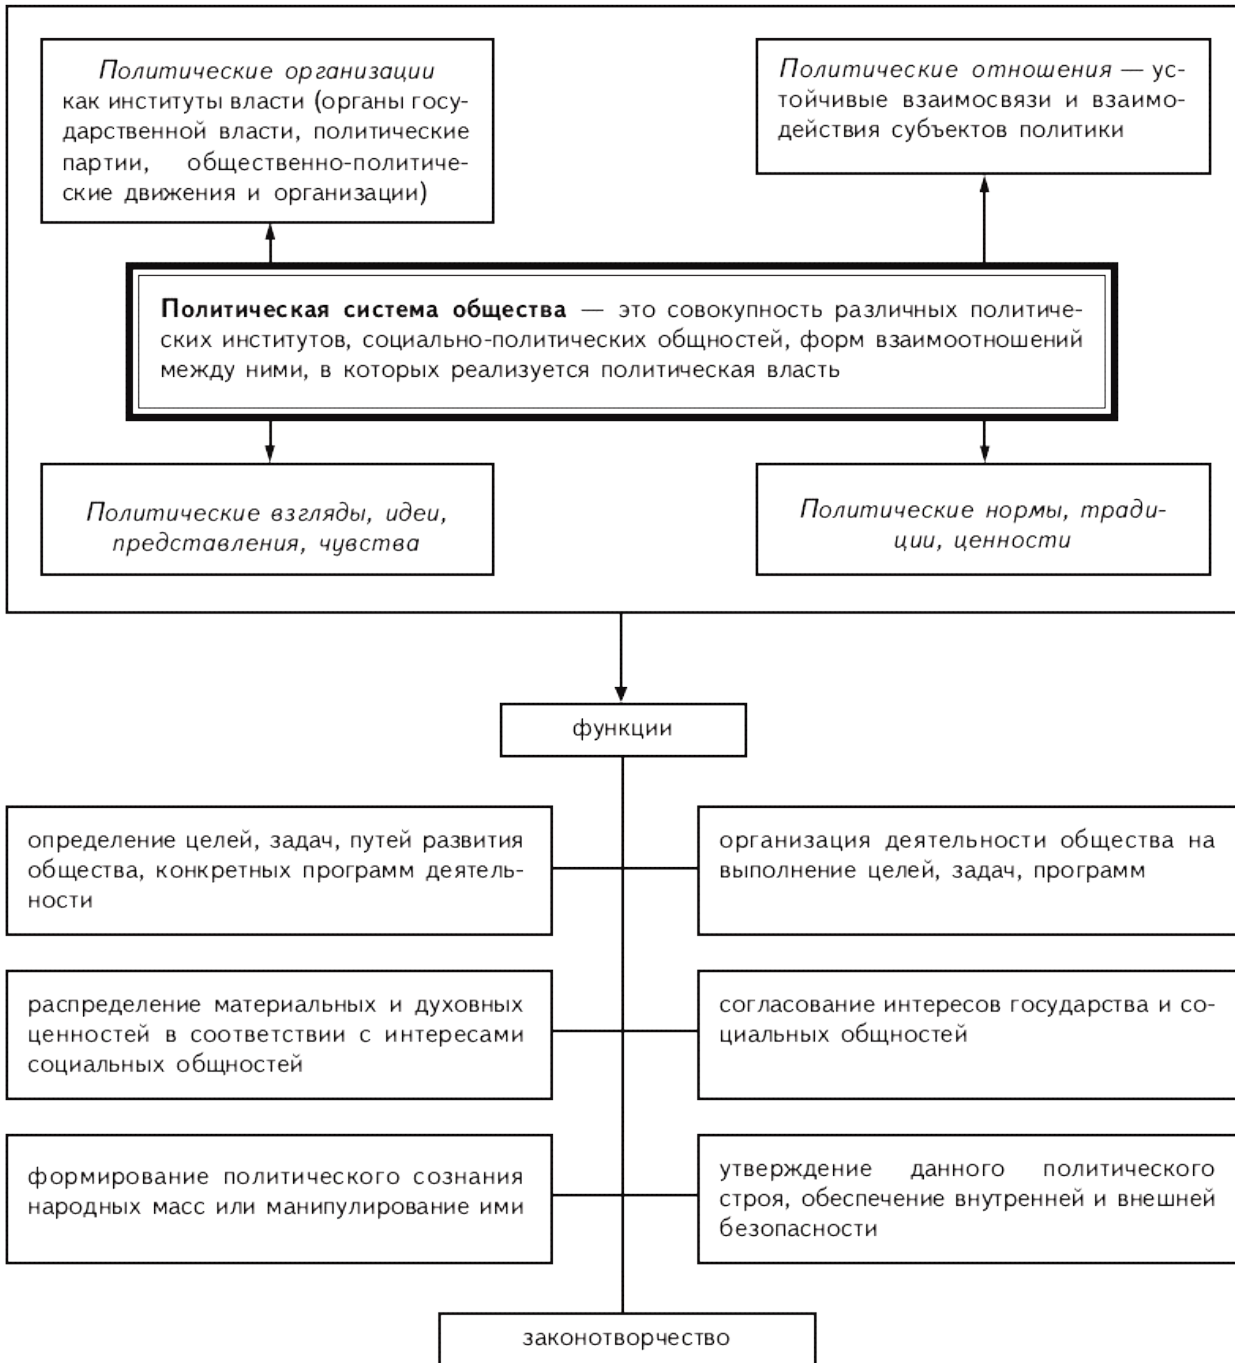 Политические организации
как институты власти (органы госу-
дарственной власти, политические
партии, общественно-политиче-
ские движения и организации)
Политические отношения — ус-
тойчивые взаимосвязи и взаимо-
действия субъектов политики
Политическая система общества — это совокупность различных политиче-
ских институтов, социально-политических общностей, форм взаимоотношений
между ними, в которых реализуется политическая власть
Политические взгляды, идеи,
представления, чувства
Политические нормы, тради-
ции, ценности
функции
определение целей, задач, путей развития
общества, конкретных программ деятель-
ности
организация деятельности общества на
выполнение целей, задач, программ
распределение материальных и духовных
ценностей в соответствии с интересами
социальных общностей
согласование интересов государства и со-
циальных общностей
формирование политического сознания
народных масс или манипулирование ими
утверждение данного политического
строя, обеспечение внутренней и внешней
безопасности
законотворчество